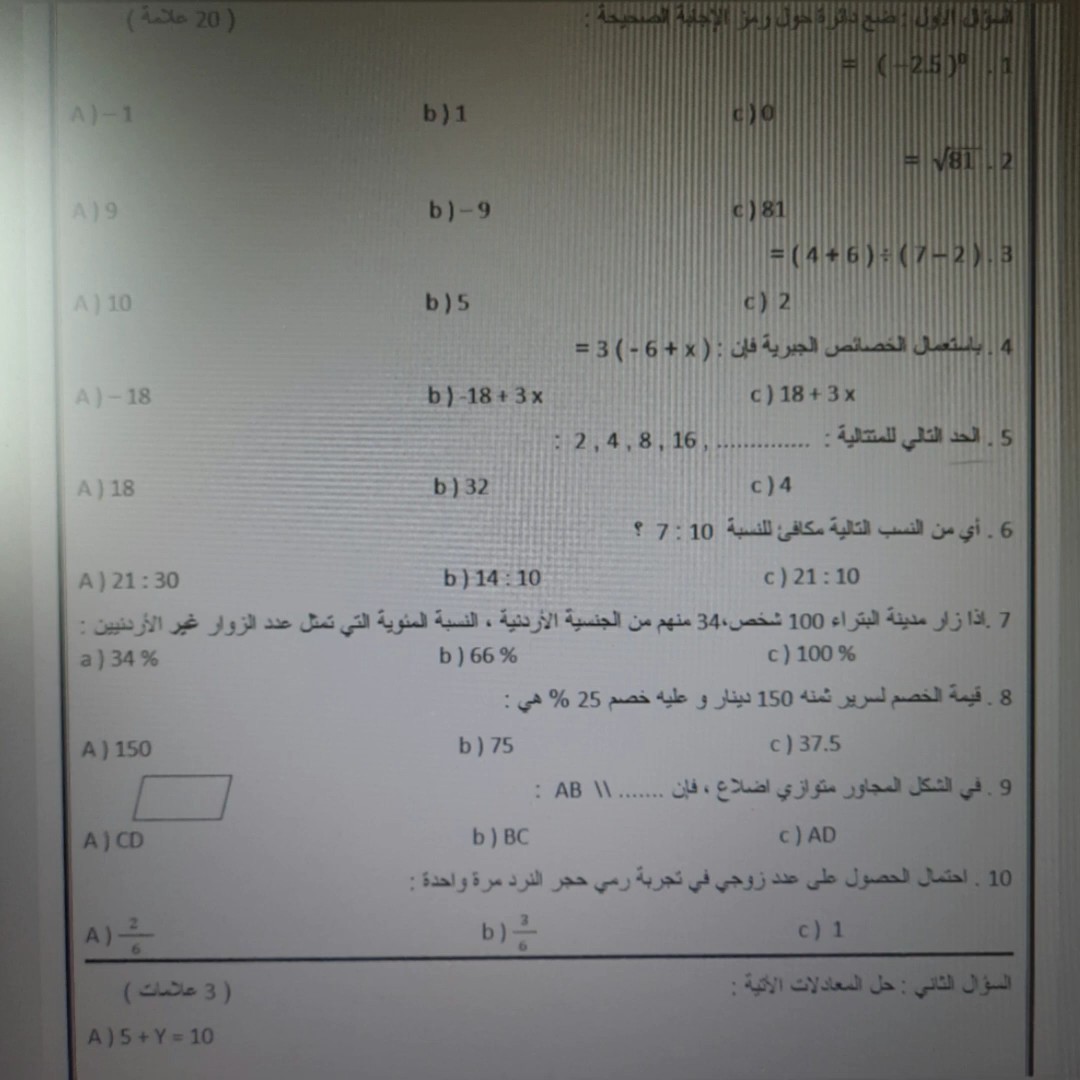 السؤال الأول : ضع دائرة حول رمز الإجابة الصحيحة : ( 20 علامة )
1 . (−2.5)⁰ =
A ) − 1 b ) 1 c ) 0
2 . √81 =
A ) 9 b ) − 9 c ) 81
3 . ( 4 + 6 ) ÷ ( 7 − 2 ) =
A ) 10 b ) 5 c ) 2
4 . باستعمال الخصائص الجبرية فإن : 3 ( - 6 + x ) =
A ) − 18 b ) -18 + 3 x c ) 18 + 3 x
5 . الحد التالي للمتتالية : 2 , 4 , 8 , 16 , .............. :
A ) 18 b ) 32 c ) 4
6 . أي من النسب التالية مكافئ للنسبة 7 : 10 ؟
A ) 21 : 30 b ) 14 : 10 c ) 21 : 10
7 .اذا زار مدينة البتراء 100 شخص،34 منهم من الجنسية الأردنية ، النسبة المئوية التي تمثل عدد الزوار غير الأردنيين :
a ) 34 % b ) 66 % c ) 100 %
8 . قيمة الخصم لسرير ثمنه 150 دينار و عليه خصم 25 % هي :
A ) 150 b ) 75 c ) 37.5
9 . في الشكل المجاور متوازي اضلاع ، فإن ....... \\ AB :
A ) CD b ) BC c ) AD
10 . احتمال الحصول على عدد زوجي في تجربة رمي حجر النرد مرة واحدة :
A ) 2/6 b ) 3/6 c ) 1
السؤال الثاني : حل المعادلات الآتية : ( 3 علامات )
A ) 5 + Y = 10